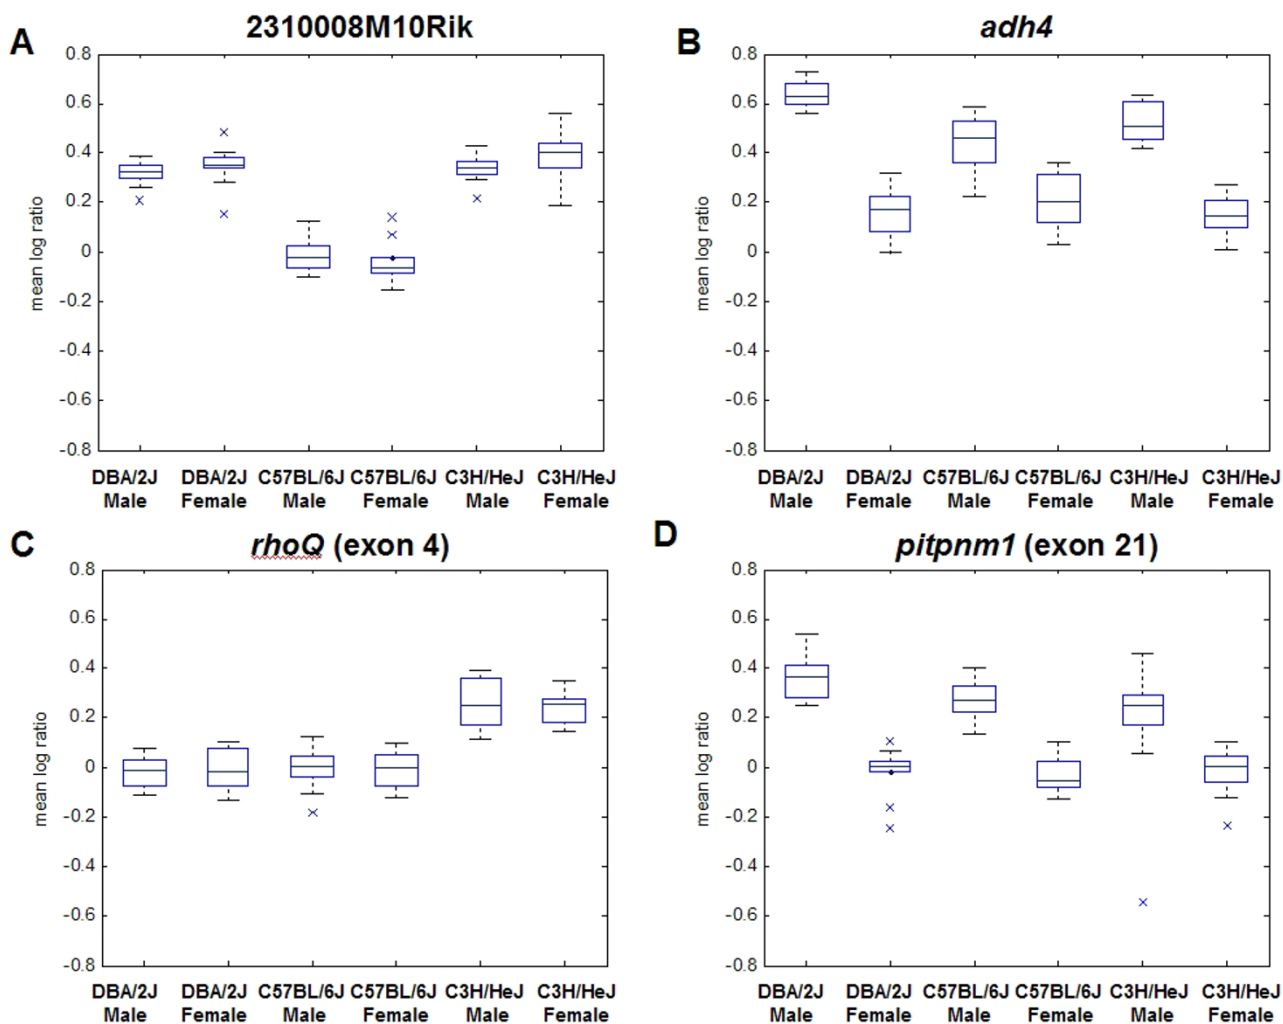 A
2310008M10Rik
mean log ratio
0.8
0.6
0.4
0.2
0
-0.2
-0.4
-0.6
-0.8
DBA/2J DBA/2J C57BL/6J C57BL/6J C3H/HeJ C3H/HeJ
Male Female Male Female Male Female
B
adh4
mean log ratio
0.8
0.6
0.4
0.2
0
-0.2
-0.4
-0.6
-0.8
DBA/2J DBA/2J C57BL/6J C57BL/6J C3H/HeJ C3H/HeJ
Male Female Male Female Male Female
C
rhoQ (exon 4)
mean log ratio
0.8
0.6
0.4
0.2
0
-0.2
-0.4
-0.6
-0.8
DBA/2J DBA/2J C57BL/6J C57BL/6J C3H/HeJ C3H/HeJ
Male Female Male Female Male Female
D
pitpnm1 (exon 21)
mean log ratio
0.8
0.6
0.4
0.2
0
-0.2
-0.4
-0.6
-0.8
DBA/2J DBA/2J C57BL/6J C57BL/6J C3H/HeJ C3H/HeJ
Male Female Male Female Male Female